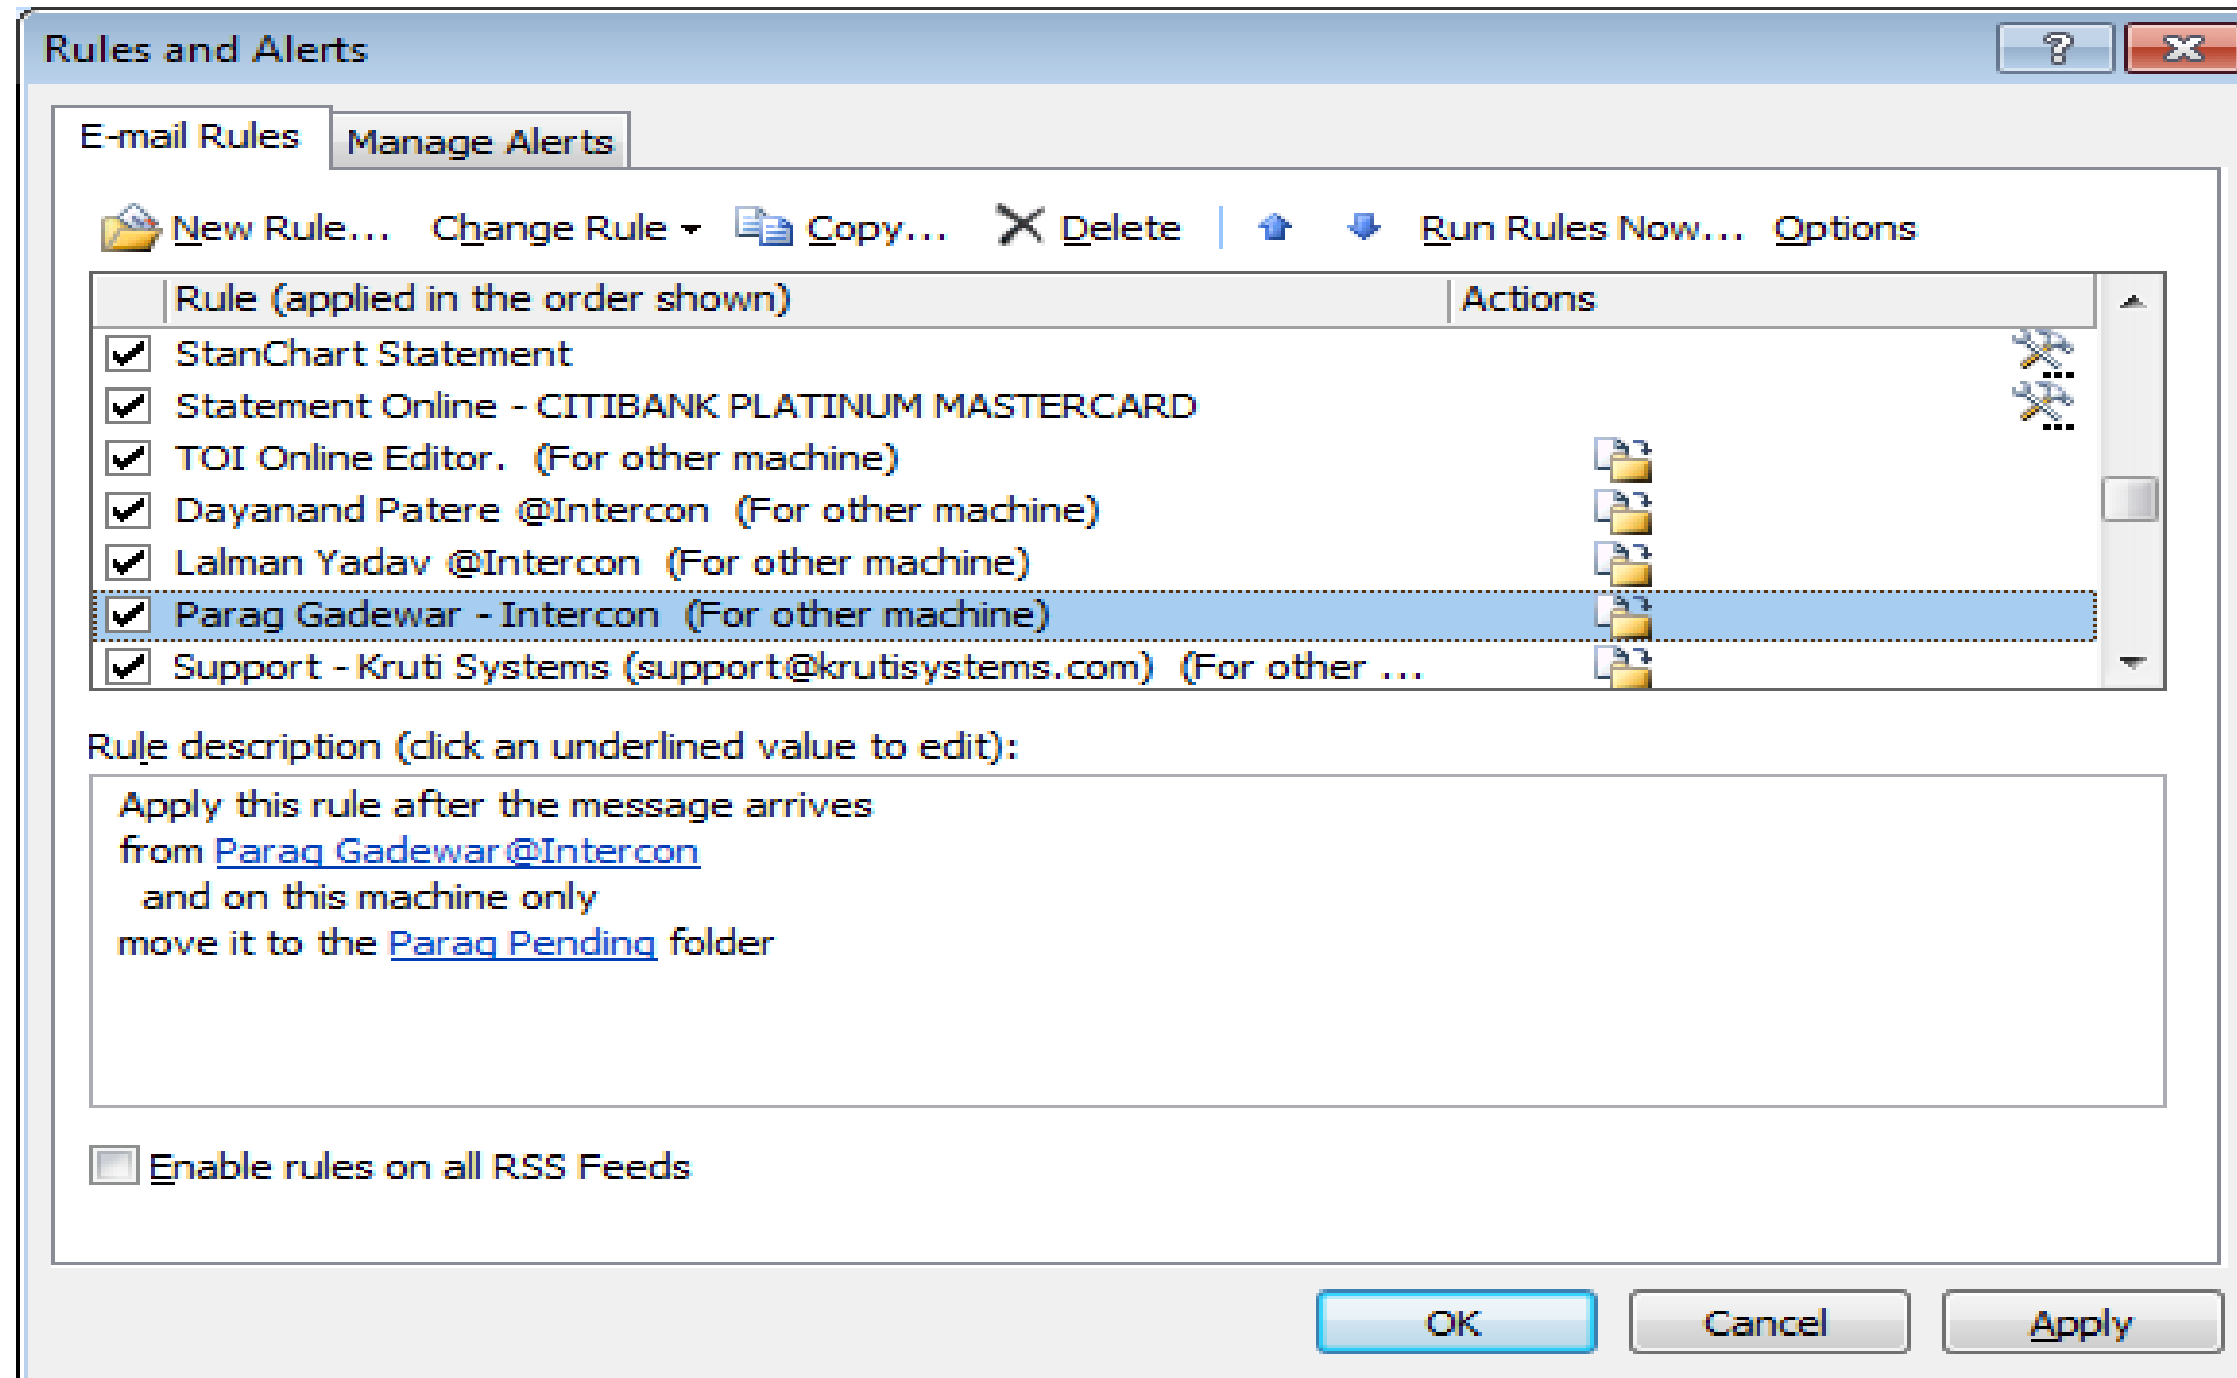 Rules and Alerts
E-mail Rules Manage Alerts
New Rule... Change Rule Copy... Delete Run Rules Now... Options
Rule (applied in the order shown) Actions
StanChart Statement
Statement Online - CITIBANK PLATINUM MASTERCARD
TOI Online Editor. (For other machine)
Dayanand Patere @Intercon (For other machine)
Lalman Yadav @Intercon (For other machine)
Parag Gadewar - Intercon (For other machine)
Support - Kruti Systems (support@krutisystems.com) (For other ...
Rule description (click an underlined value to edit):
Apply this rule after the message arrives
from Parag Gadewar@Intercon
and on this machine only
move it to the Parag Pending folder
Enable rules on all RSS Feeds
OK Cancel Apply